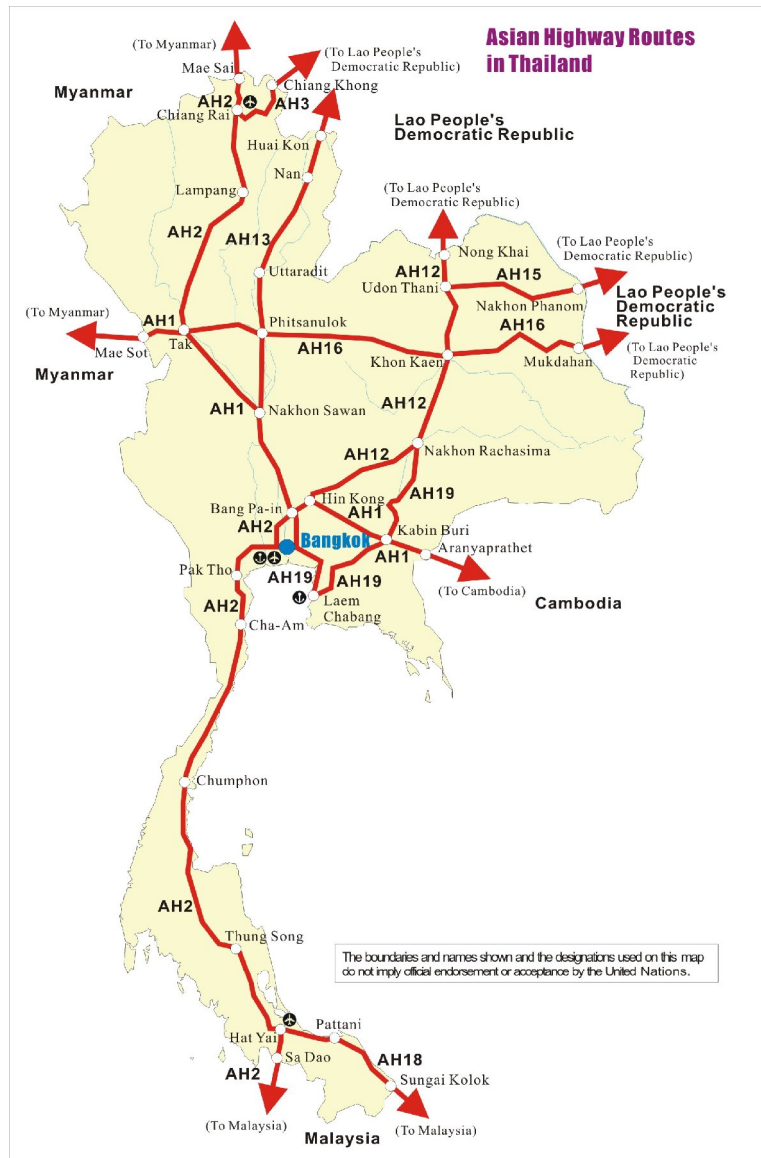 Asian Highway Routes
in Thailand
(To Myanmar)
(To Lao People's
Democratic Republic)
Mae Sai
Chiang Khong
Myanmar
AH2
AH3
Chiang Rai
Lao People's
Democratic Republic
Huai Kon
Nan
Lampang
(To Lao People's
Democratic Republic)
AH2
AH13
Nong Khai
(To Lao People's
Democratic Republic)
Uttaradit
AH12
AH15
Udon Thani
Nakhon Phanom
Lao People's
Democratic
Republic
(To Myanmar)
AH1
Phitsanulok
AH16
Mae Sot
Tak
AH16
Khon Kaen
Mukdahan
(To Lao People's
Democratic
Republic)
Myanmar
AH1
Nakhon Sawan
AH12
AH12
Nakhon Rachasima
AH19
Hin Kong
Bang Pa-in
AH1
AH2
Kabin Buri
Bangkok
AH1
Aranyaprathet
Pak Tho
AH19
AH19
(To Cambodia)
AH2
Laem
Chabang
Cambodia
Cha-Am
Chumphon
AH2
Thung Song
The boundaries and names shown and the designations used on this map
do not imply official endorsement or acceptance by the United Nations.
Hat Yai
Pattani
Sa Dao
AH18
AH2
Sungai Kolok
(To Malaysia)
(To Malaysia)
Malaysia